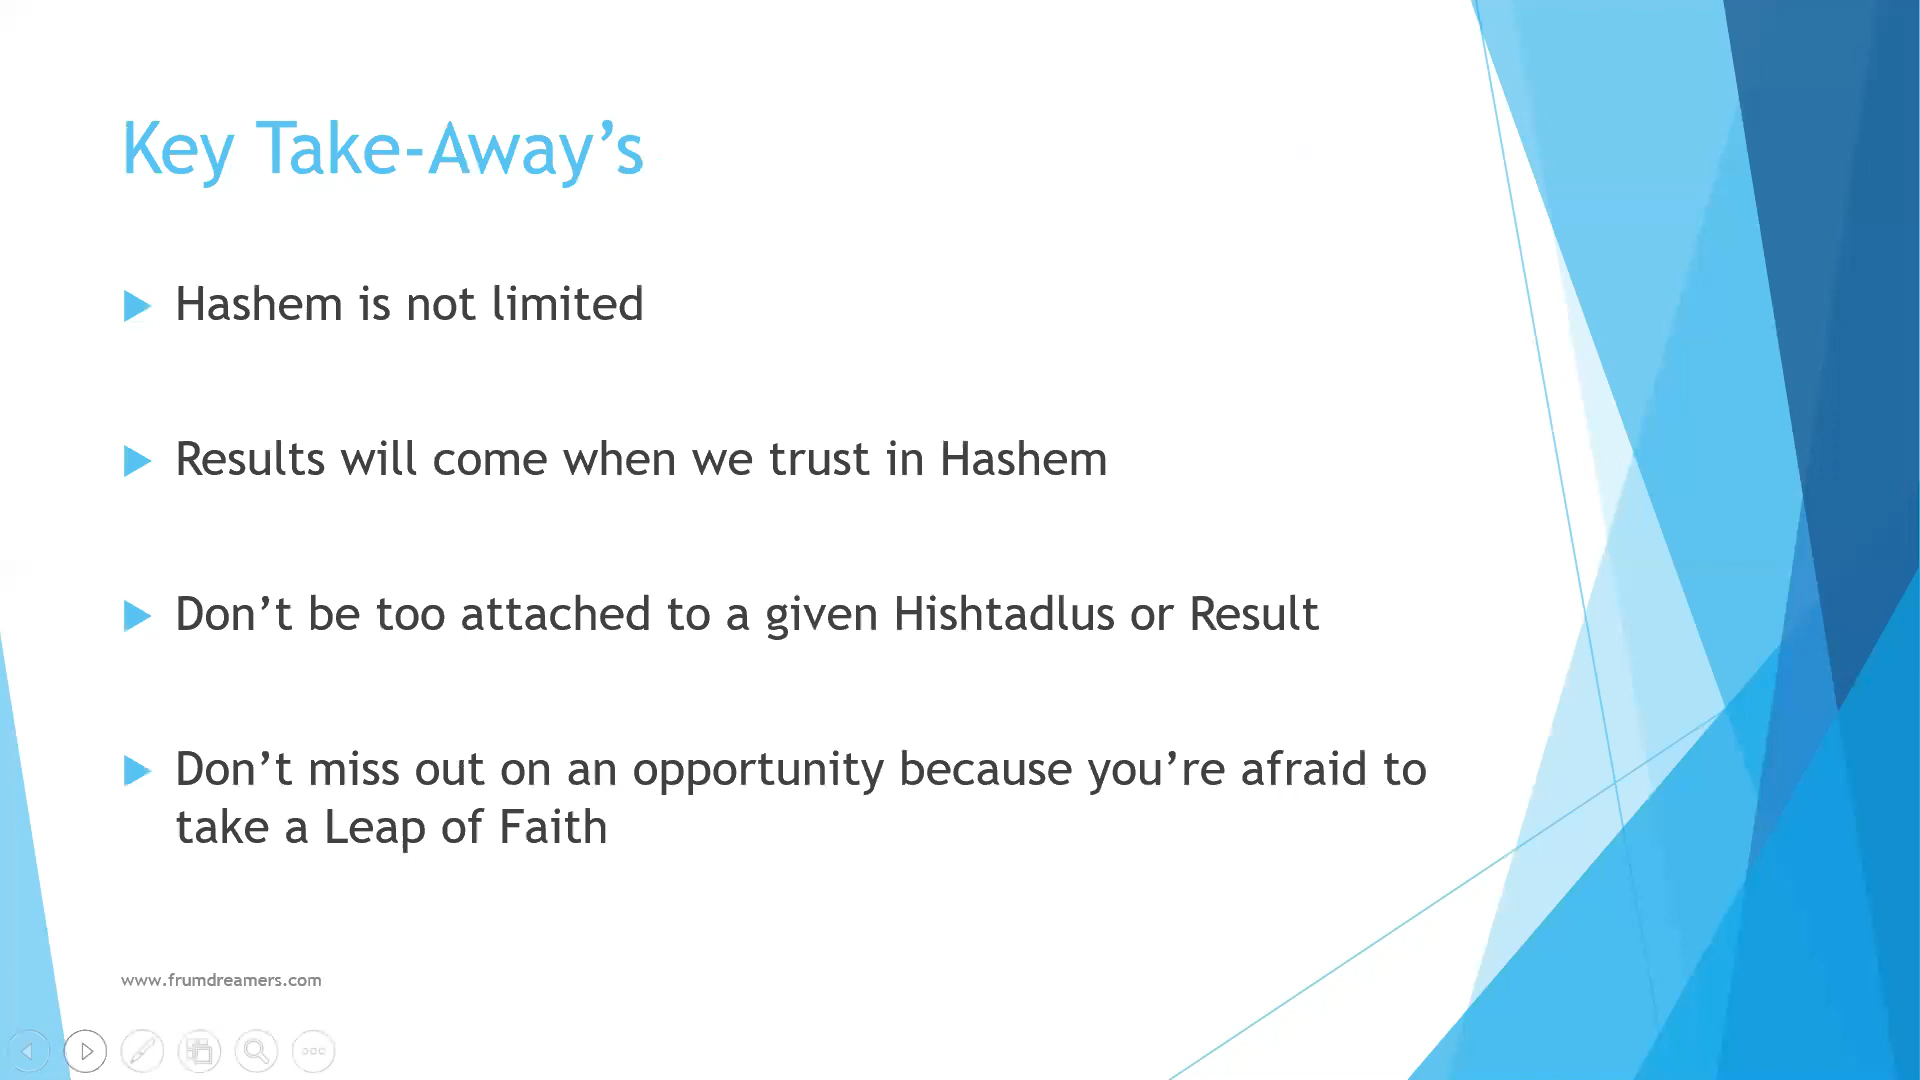 Key Take-Away’s
Hashem is not limited
Results will come when we trust in Hashem
Don’t be too attached to a given Hishtadlus or Result
Don’t miss out on an opportunity because you’re afraid to
take a Leap of Faith
www.frumdreamers.com